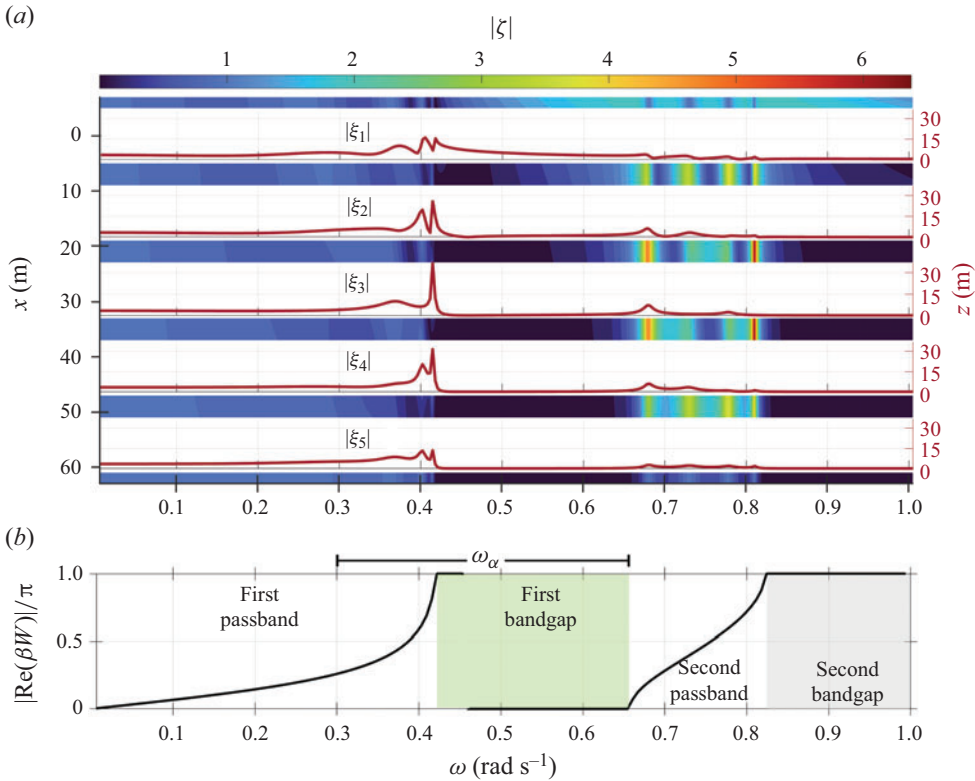 (a)
|ζ|
1 2 3 4 5 6
0
10
20
30
40
50
60
x (m)
|ξ1|
|ξ2|
|ξ3|
|ξ4|
|ξ5|
30
15
0
30
15
0
30
15
0
30
15
0
30
15
0
z (m)
0.1 0.2 0.3 0.4 0.5 0.6 0.7 0.8 0.9 1.0
(b)
ωα
|Re(βW)|/π
1.0
0.5
0
First
passband
First
bandgap
Second
passband
Second
bandgap
0.1 0.2 0.3 0.4 0.5 0.6 0.7 0.8 0.9 1.0
ω (rad s–1)